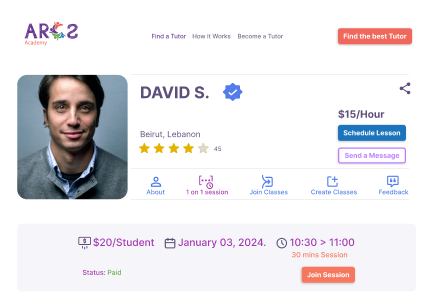 ARCS
Academy
Find a Tutor How it Works Become a Tutor
Find the best Tutor
DAVID S.
$15/Hour
Schedule Lesson
Beirut, Lebanon
45
Send a Message
About 1 on 1 session Join Classes Create Classes Feedback
$20/Student January 03, 2024. 10:30 > 11:00
30 mins Session
Status: Paid
Join Session